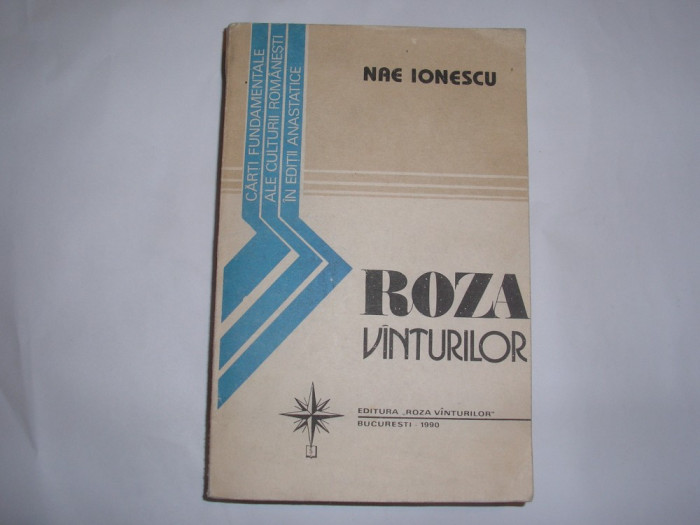 CĂRȚI FUNDAMENTALE
ALE CULTURII ROMÂNEȘTI
ÎN EDIȚII ANASTATICE
NAE IONESCU
ROZA
VÎNTURILOR
EDITURA „ROZA VÎNTURILOR"
BUCUREȘTI - 1990